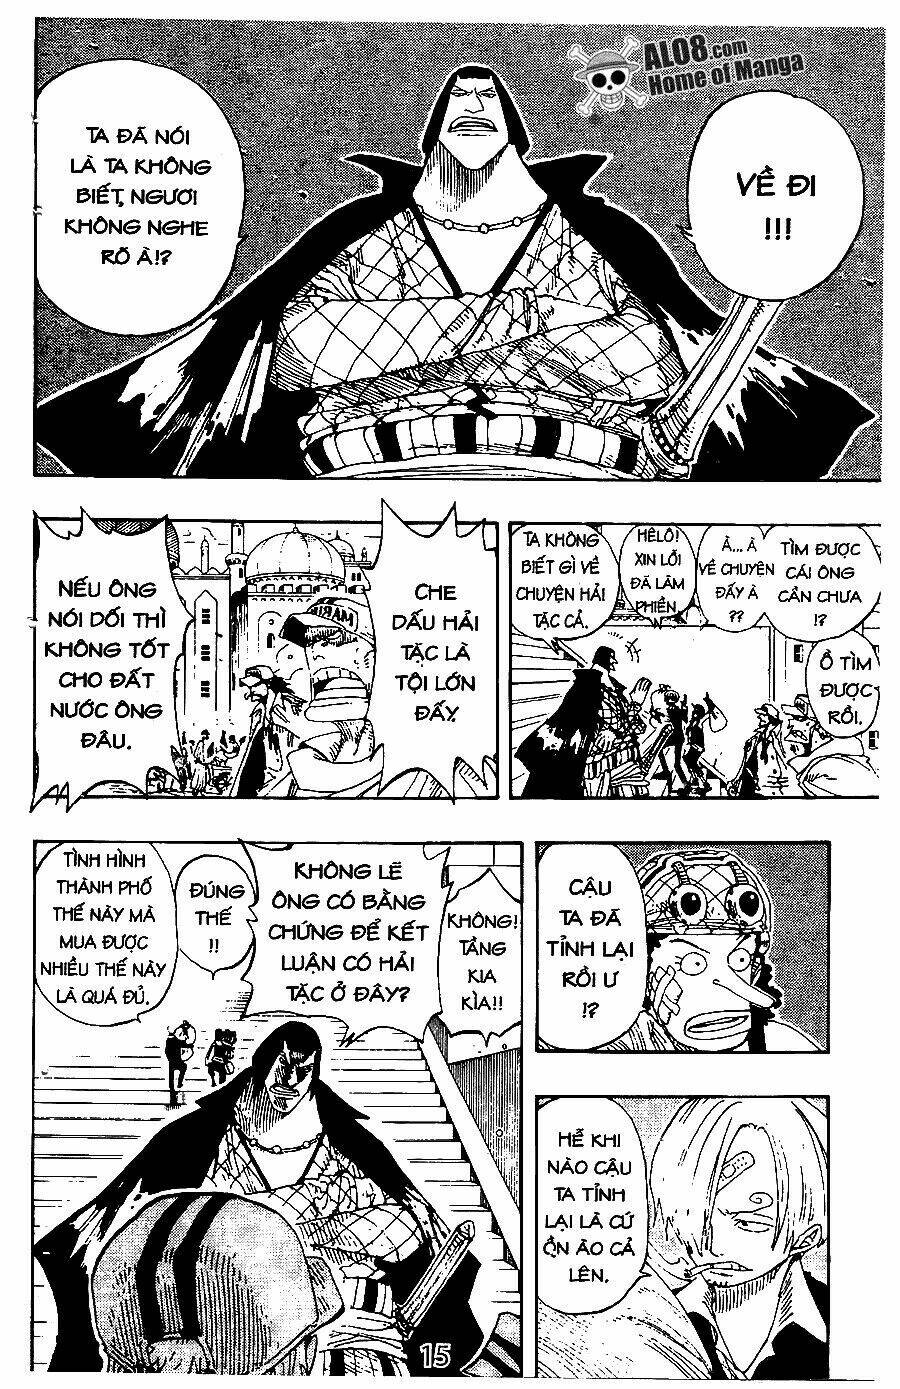 AL08.com
Home of Manga
VỀ ĐI
!!!
TA ĐÃ NÓI
LÀ TA KHÔNG
BIẾT, NGƯƠI
KHÔNG NGHE
RÕ À!?
TÌM ĐƯỢC
CÁI ÔNG
CẦN CHƯA
!?
À... À
VỀ CHUYỆN
ĐẤY À
??
HÊLÔ!
XIN LỖI
ĐÃ LÀM
PHIỀN.
TA KHÔNG
BIẾT GÌ VỀ
CHUYỆN HẢI
TẶC CẢ.
Ồ TÌM
ĐƯỢC
RỒI.
CHE
DẤU HẢI
TẶC LÀ
TỘI LỚN
ĐẤY.
NẾU ÔNG
NÓI DỐI THÌ
KHÔNG TỐT
CHO ĐẤT
NƯỚC ÔNG
ĐÂU.
CẬU
TA ĐÃ
TỈNH LẠI
RỒI Ư
!?
HỄ KHI
NÀO CẬU
TA TỈNH
LẠI LÀ CỨ
ỒN ÀO CẢ
LÊN.
KHÔNG!
TẦNG
KIA
KÌA!!
KHÔNG LẼ
ÔNG CÓ BẰNG
CHỨNG ĐỂ KẾT
LUẬN CÓ HẢI
TẶC Ở ĐÂY?
ĐÚNG
THẾ
!!
TÌNH HÌNH
THÀNH PHỐ
THẾ NÀY MÀ
MUA ĐƯỢC
NHIỀU THẾ NÀY
LÀ QUÁ ĐỦ.
15